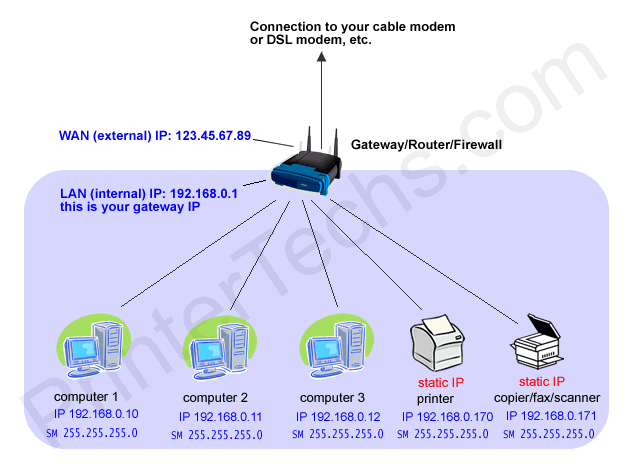 Connection to your cable modem
or DSL modem, etc.
WAN (external) IP: 123.45.67.89
Gateway/Router/Firewall
LAN (internal) IP: 192.168.0.1
this is your gateway IP
PrinterTechs.com
computer 1
IP 192.168.0.10
SM 255.255.255.0
computer 2
IP 192.168.0.11
SM 255.255.255.0
computer 3
IP 192.168.0.12
SM 255.255.255.0
static IP
printer
IP 192.168.0.170
SM 255.255.255.0
static IP
copier/fax/scanner
IP 192.168.0.171
SM 255.255.255.0